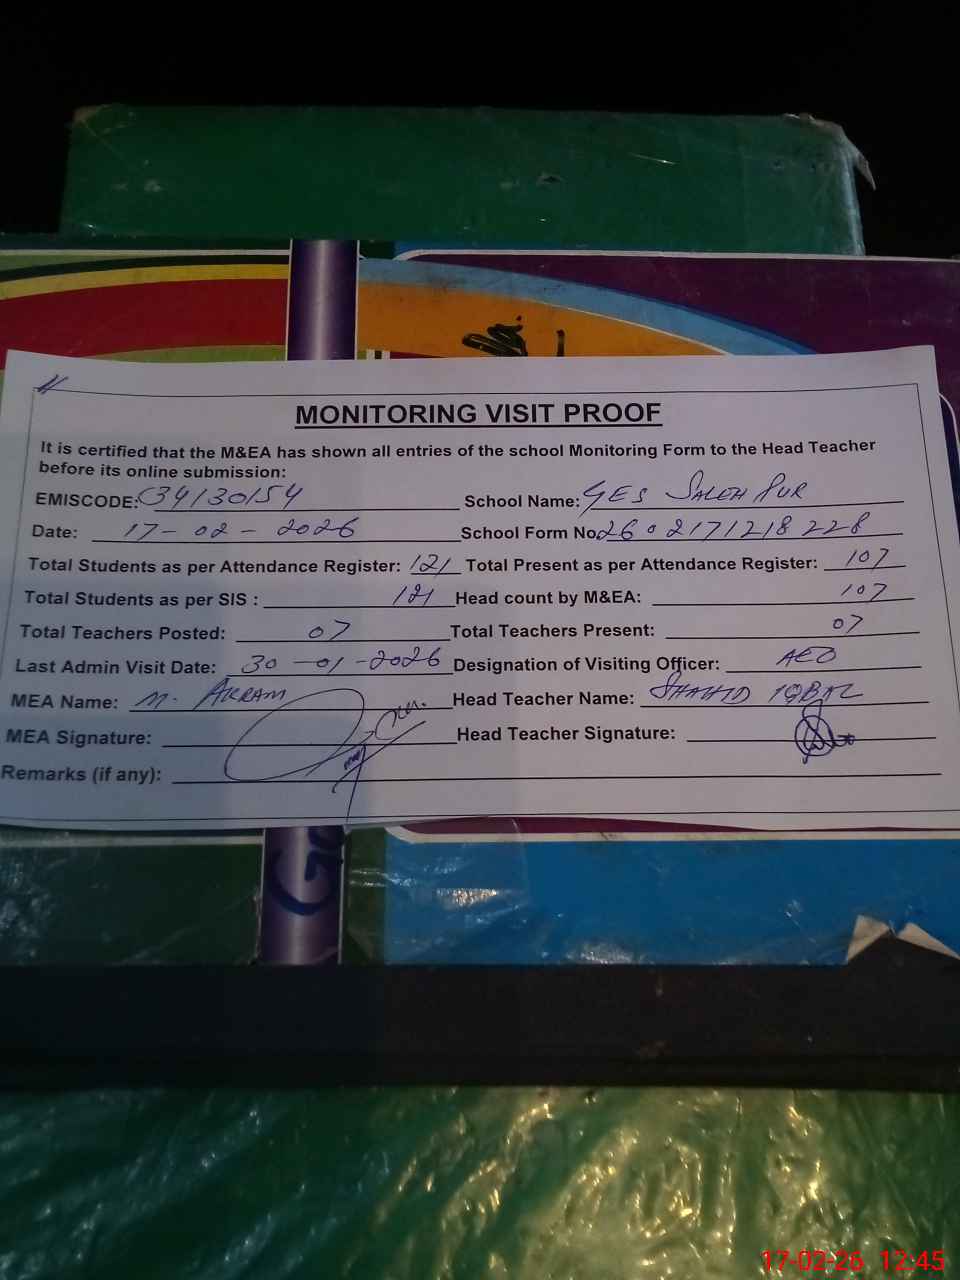 MONITORING VISIT PROOF
It is certified that the M&EA has shown all entries of the school Monitoring Form to the Head Teacher
before its online submission:
EMISCODE: 34130154 School Name: GES SALEH PUR
Date: 17-02-2026 School Form No. 2602171218228
Total Students as per Attendance Register: 121 Total Present as per Attendance Register: 107
Total Students as per SIS : 121 Head count by M&EA: 107
Total Teachers Posted: 07 Total Teachers Present: 07
Last Admin Visit Date: 30-01-2026 Designation of Visiting Officer: AEO
MEA Name: M. AKRAM Head Teacher Name: SHAHID IQBAL
MEA Signature: Head Teacher Signature:
Remarks (if any):
17-02-26 12:45